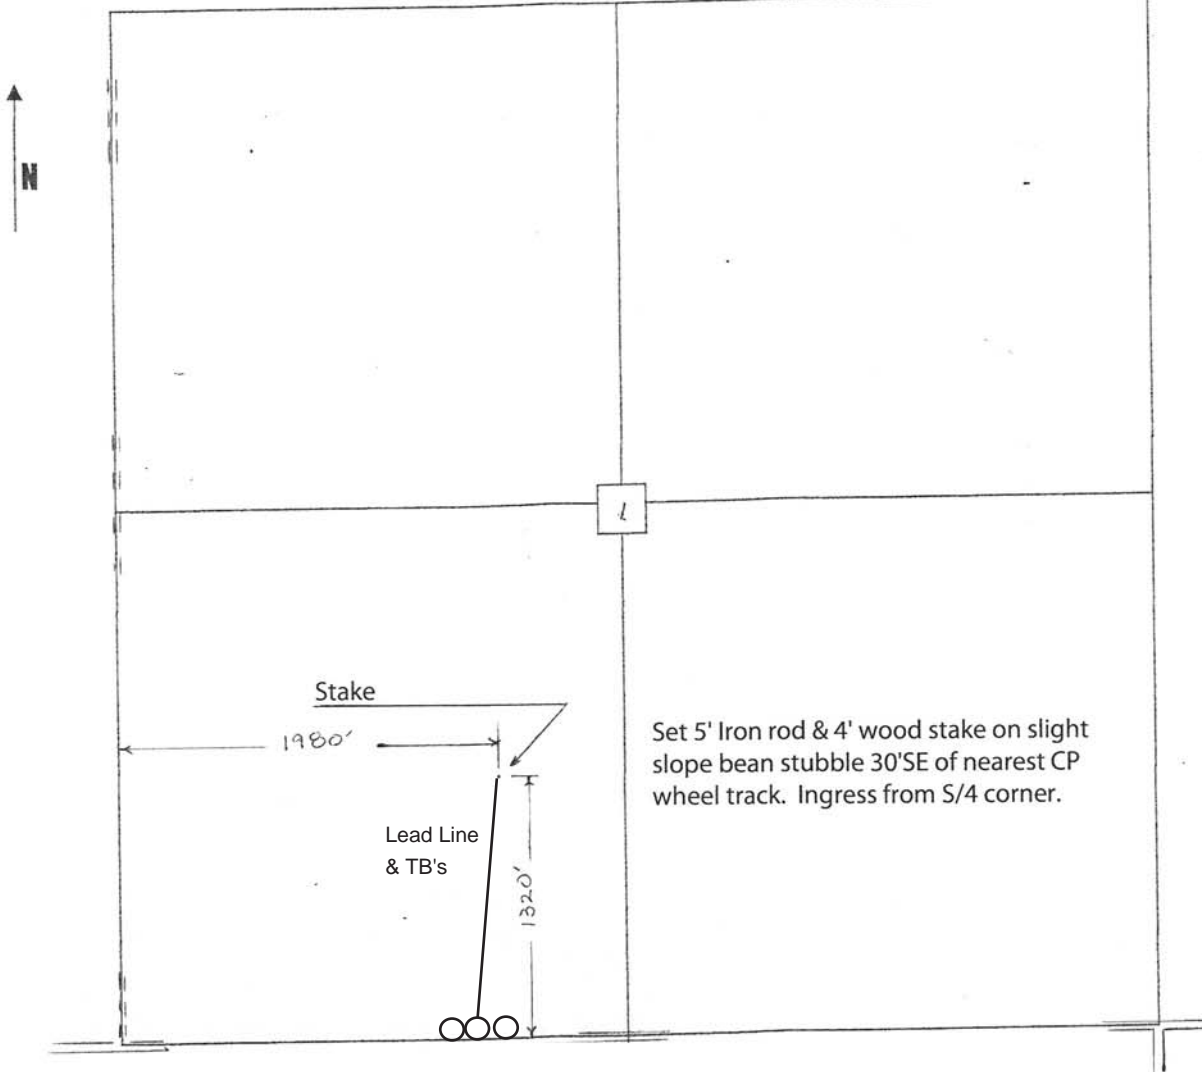 N
1
Stake
1980'
Set 5' Iron rod & 4' wood stake on slight
slope bean stubble 30'SE of nearest CP
wheel track. Ingress from S/4 corner.
Lead Line
& TB's
1320'